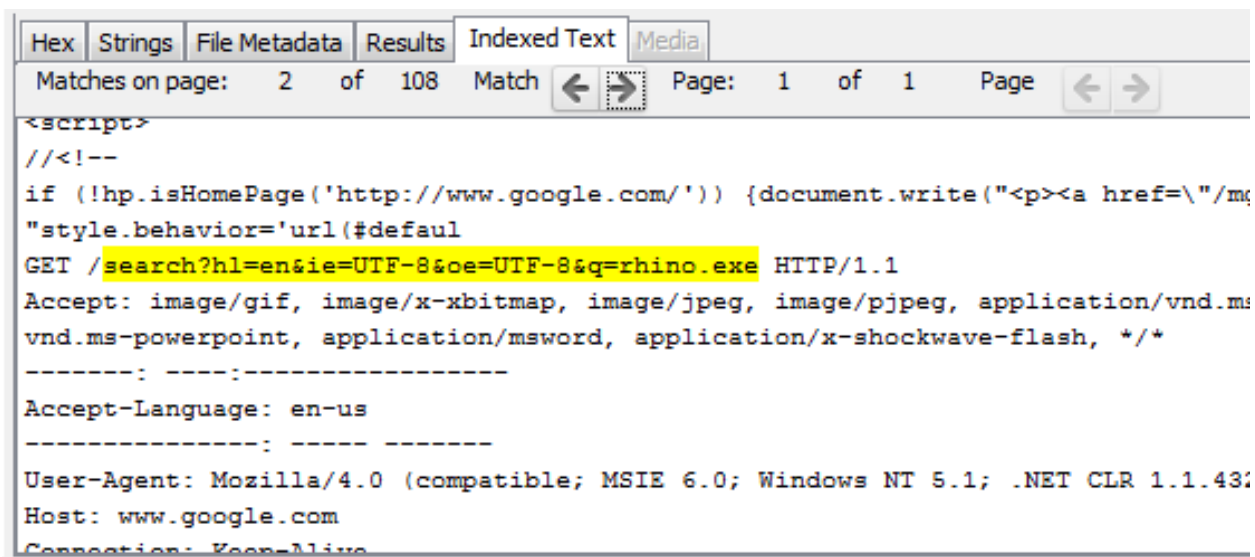 Hex Strings File Metadata Results Indexed Text Media
Matches on page: 2 of 108 Match Page: 1 of 1 Page
<script>
//<!--
if (!hp.isHomePage('http://www.google.com/')) {document.write("<p><a href=\"/mg
"style.behavior='url(#defaul
GET /search?hl=en&ie=UTF-8&oe=UTF-8&q=rhino.exe HTTP/1.1
Accept: image/gif, image/x-xbitmap, image/jpeg, image/pjpeg, application/vnd.ms
vnd.ms-powerpoint, application/msword, application/x-shockwave-flash, */*
-------: ----:-----------------
Accept-Language: en-us
---------------: ----- -------
User-Agent: Mozilla/4.0 (compatible; MSIE 6.0; Windows NT 5.1; .NET CLR 1.1.432
Host: www.google.com
Connection: Keep-Alive